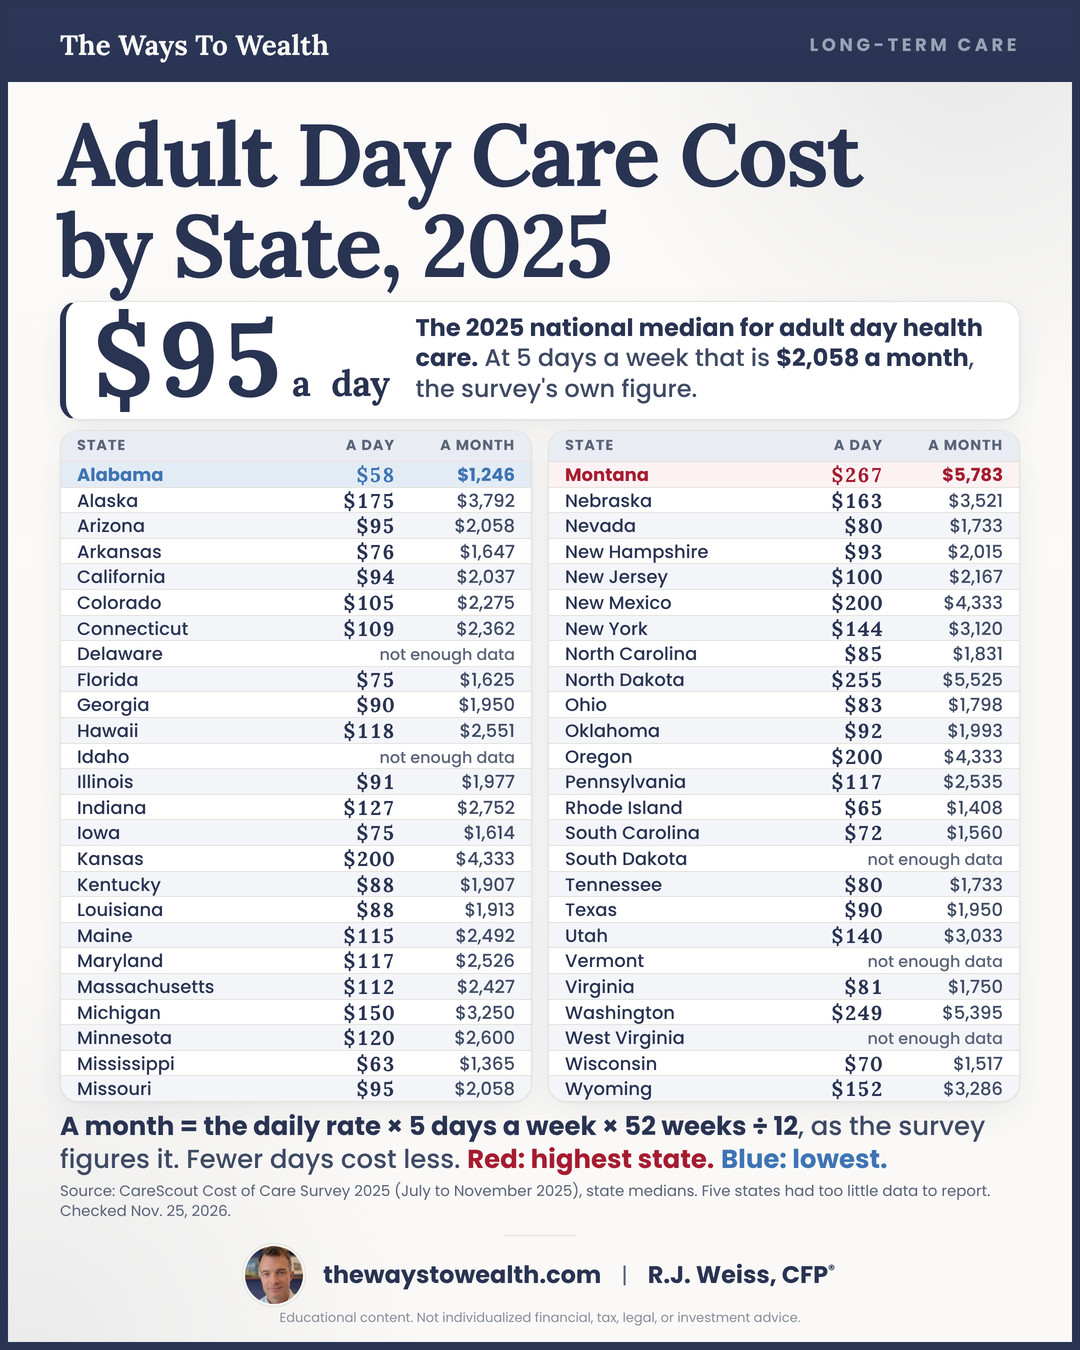 The Ways To Wealth
LONG-TERM CARE
Adult Day Care Cost
by State, 2025
$95 a day
The 2025 national median for adult day health
care. At 5 days a week that is $2,058 a month,
the survey's own figure.
STATE A DAY A MONTH
Alabama $58 $1,246
Alaska $175 $3,792
Arizona $95 $2,058
Arkansas $76 $1,647
California $94 $2,037
Colorado $105 $2,275
Connecticut $109 $2,362
Delaware not enough data
Florida $75 $1,625
Georgia $90 $1,950
Hawaii $118 $2,551
Idaho not enough data
Illinois $91 $1,977
Indiana $127 $2,752
Iowa $75 $1,614
Kansas $200 $4,333
Kentucky $88 $1,907
Louisiana $88 $1,913
Maine $115 $2,492
Maryland $117 $2,526
Massachusetts $112 $2,427
Michigan $150 $3,250
Minnesota $120 $2,600
Mississippi $63 $1,365
Missouri $95 $2,058
STATE A DAY A MONTH
Montana $267 $5,783
Nebraska $163 $3,521
Nevada $80 $1,733
New Hampshire $93 $2,015
New Jersey $100 $2,167
New Mexico $200 $4,333
New York $144 $3,120
North Carolina $85 $1,831
North Dakota $255 $5,525
Ohio $83 $1,798
Oklahoma $92 $1,993
Oregon $200 $4,333
Pennsylvania $117 $2,535
Rhode Island $65 $1,408
South Carolina $72 $1,560
South Dakota not enough data
Tennessee $80 $1,733
Texas $90 $1,950
Utah $140 $3,033
Vermont not enough data
Virginia $81 $1,750
Washington $249 $5,395
West Virginia not enough data
Wisconsin $70 $1,517
Wyoming $152 $3,286
A month = the daily rate × 5 days a week × 52 weeks ÷ 12, as the survey
figures it. Fewer days cost less. Red: highest state. Blue: lowest.
Source: CareScout Cost of Care Survey 2025 (July to November 2025), state medians. Five states had too little data to report.
Checked Nov. 25, 2026.
thewaystowealth.com | R.J. Weiss, CFP®
Educational content. Not individualized financial, tax, legal, or investment advice.